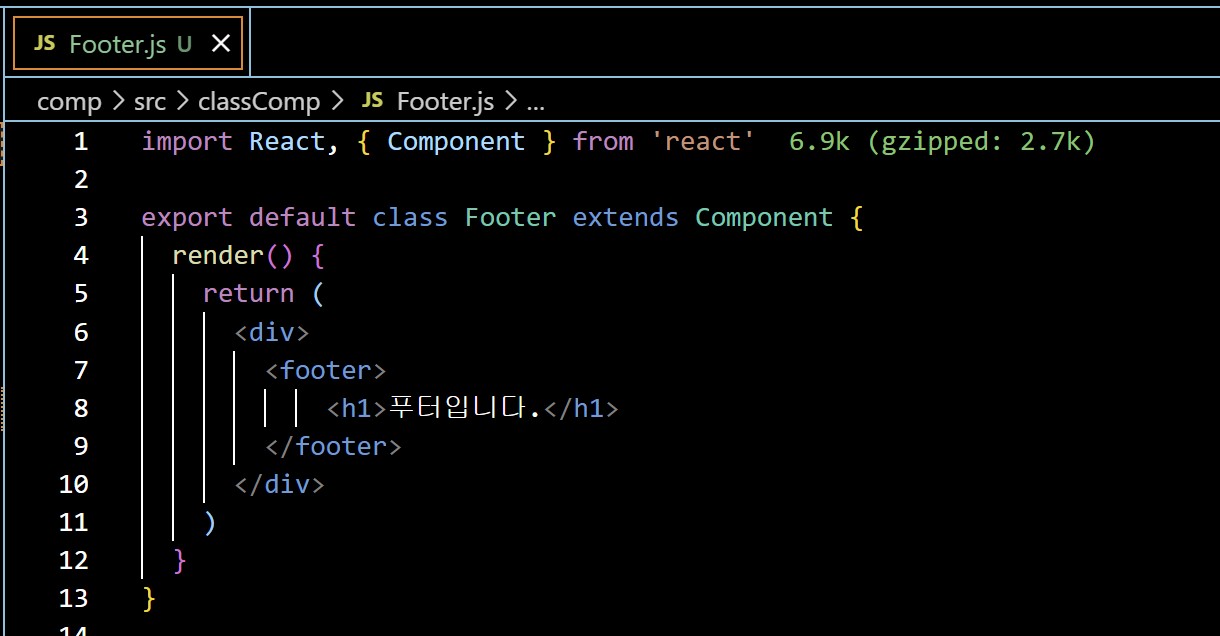 JS Footer.js U
comp > src > classComp > JS Footer.js > ...
1 import React, { Component } from 'react' 6.9k (gzipped: 2.7k)
2
3 export default class Footer extends Component {
4 render() {
5 return (
6 <div>
7 <footer>
8 <h1>푸터입니다.</h1>
9 </footer>
10 </div>
11 )
12 }
13 }
14